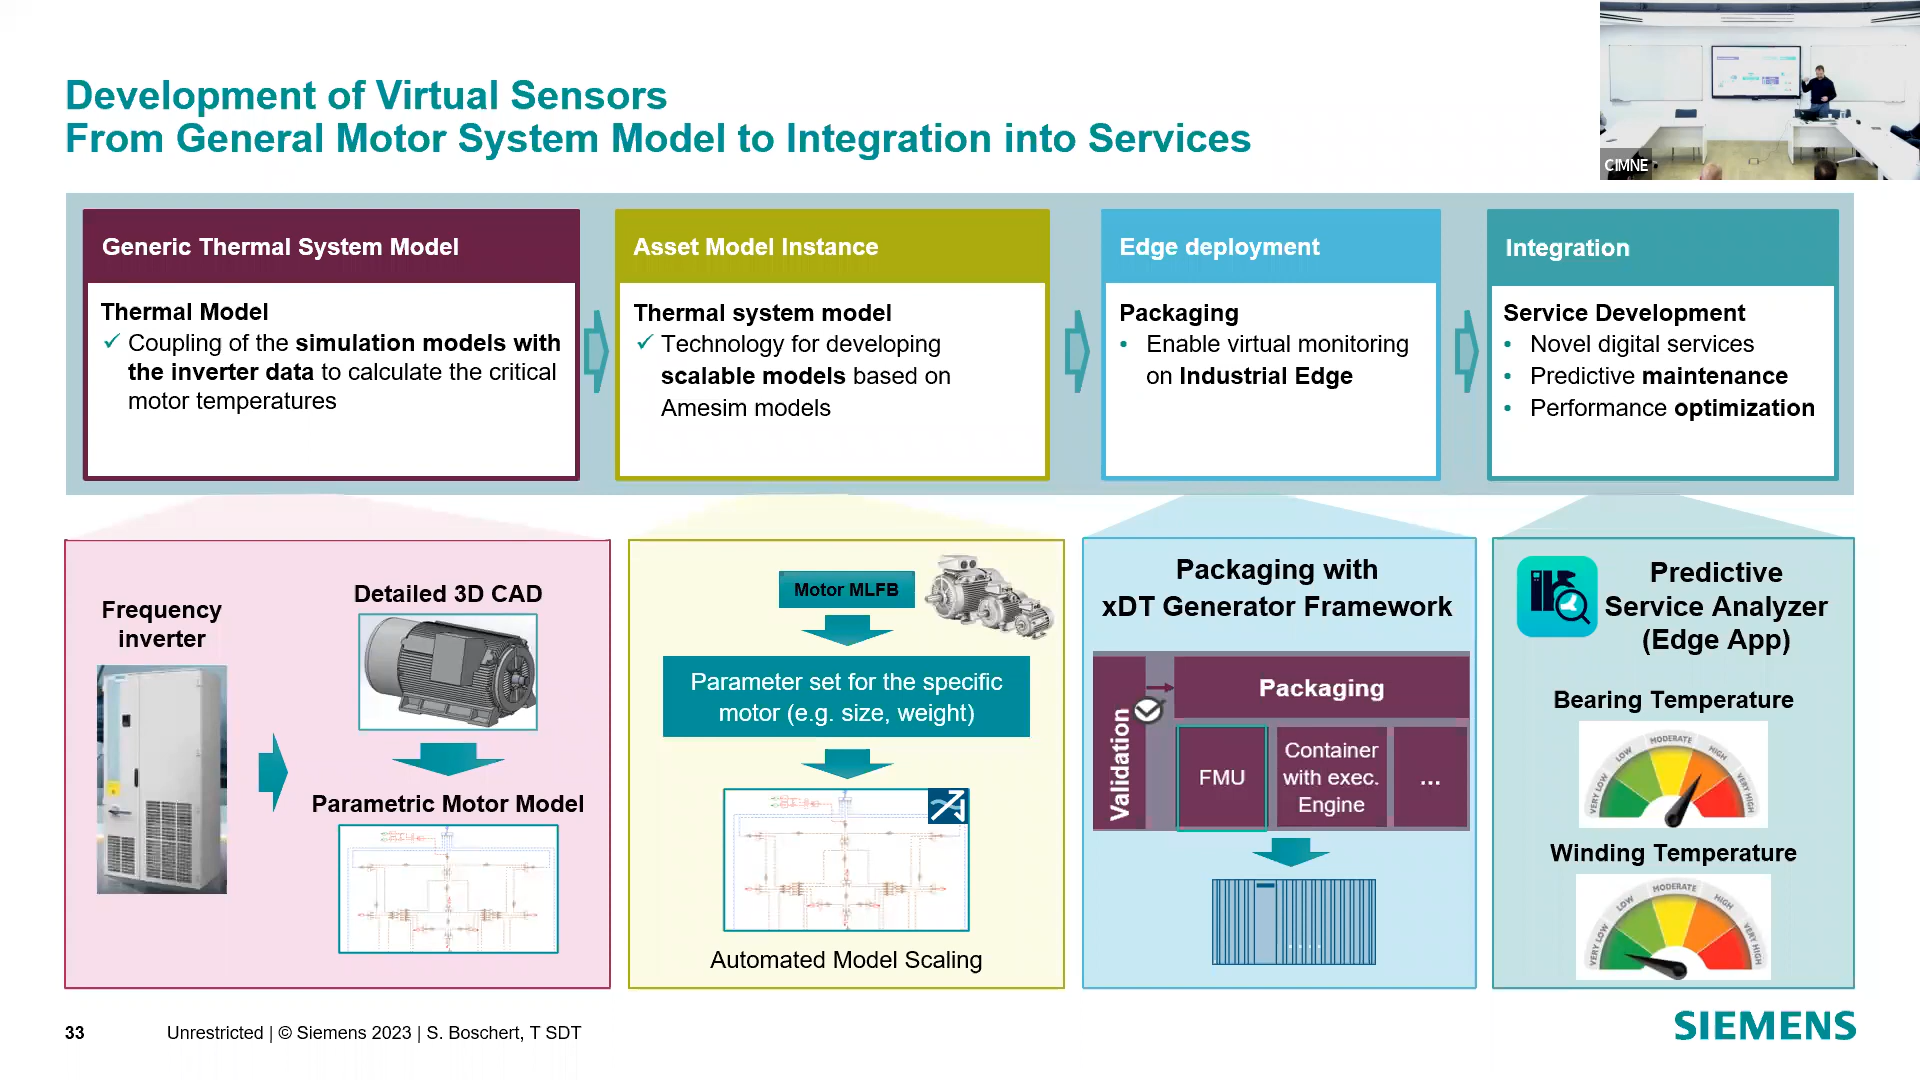 Development of Virtual Sensors
From General Motor System Model to Integration into Services
CIMNE
Generic Thermal System Model
Thermal Model
✓ Coupling of the simulation models with
the inverter data to calculate the critical
motor temperatures
Asset Model Instance
Thermal system model
✓ Technology for developing
scalable models based on
Amesim models
Edge deployment
Packaging
• Enable virtual monitoring
on Industrial Edge
Integration
Service Development
• Novel digital services
• Predictive maintenance
• Performance optimization
Frequency
inverter
Detailed 3D CAD
Parametric Motor Model
Motor MLFB
Parameter set for the specific
motor (e.g. size, weight)
Automated Model Scaling
Packaging with
xDT Generator Framework
Validation
Packaging
FMU
Container
with exec.
Engine
...
Predictive
Service Analyzer
(Edge App)
Bearing Temperature
VERY LOW
LOW
MODERATE
HIGH
VERY HIGH
Winding Temperature
VERY LOW
LOW
MODERATE
HIGH
VERY HIGH
33
Unrestricted | © Siemens 2023 | S. Boschert, T SDT
SIEMENS